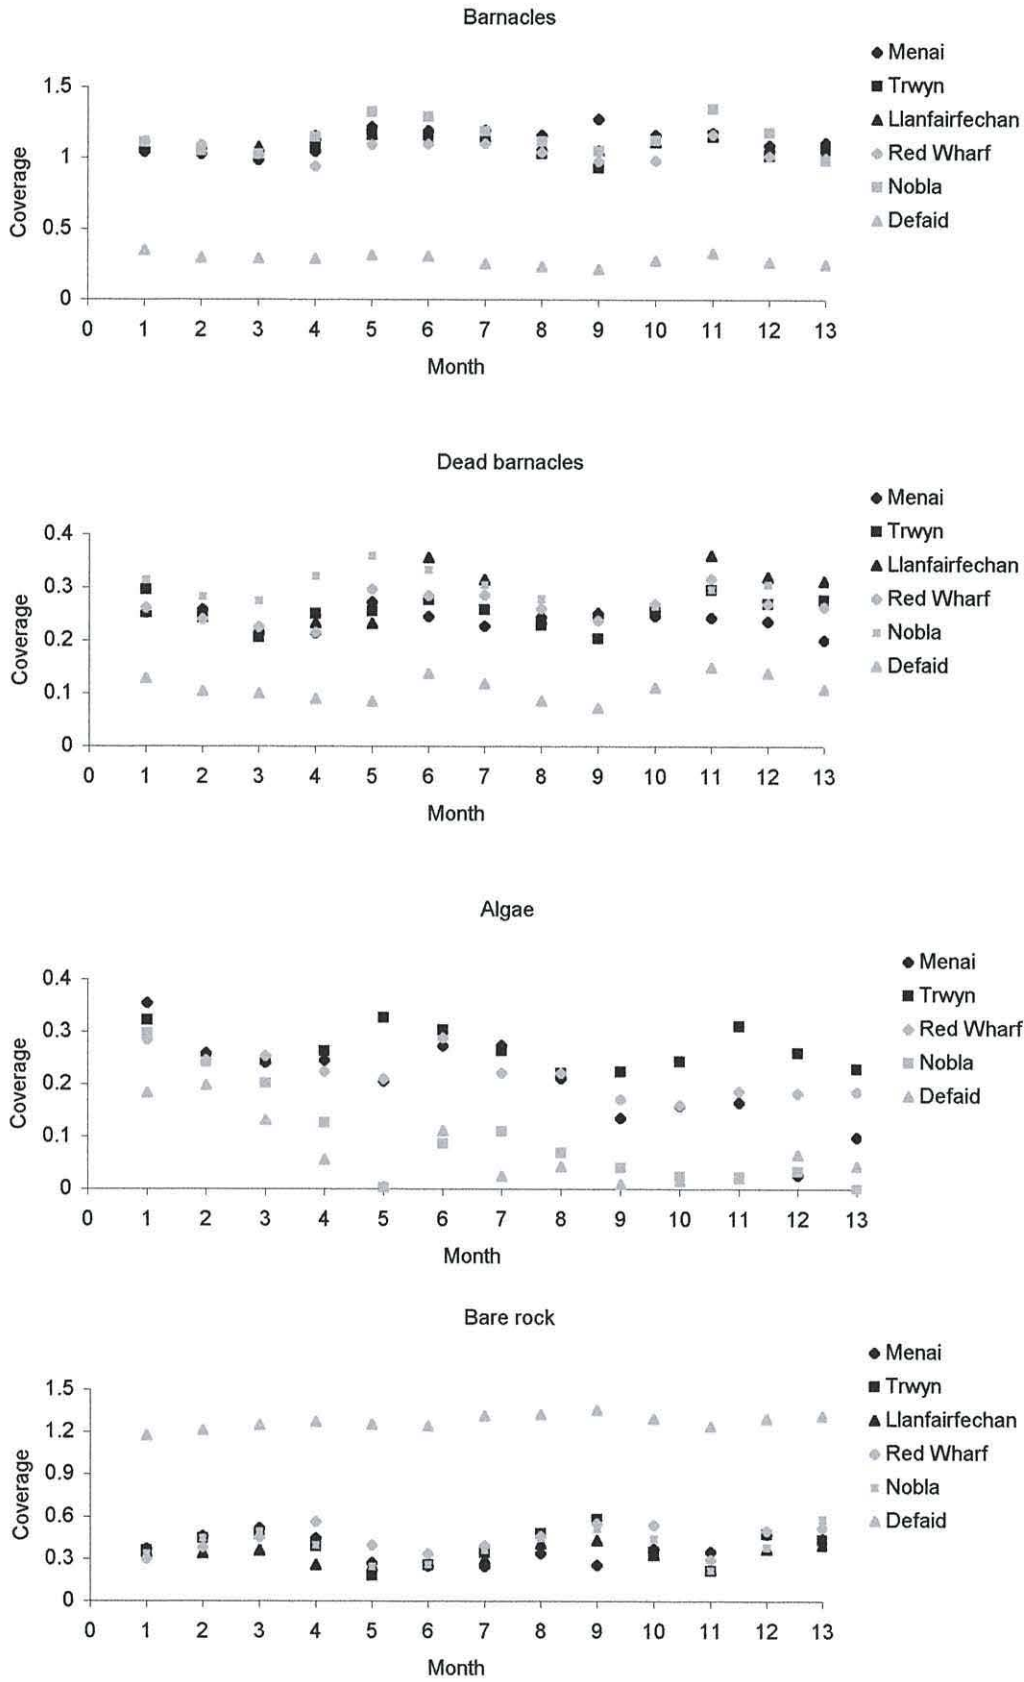 Barnacles
Menai
Trwyn
Llanfairfechan
Red Wharf
Nobla
Defaid
Coverage
1.5
1
0.5
0
0 1 2 3 4 5 6 7 8 9 10 11 12 13
Month
Dead barnacles
Menai
Trwyn
Llanfairfechan
Red Wharf
Nobla
Defaid
Coverage
0.4
0.3
0.2
0.1
0
0 1 2 3 4 5 6 7 8 9 10 11 12 13
Month
Algae
Menai
Trwyn
Red Wharf
Nobla
Defaid
Coverage
0.4
0.3
0.2
0.1
0
0 1 2 3 4 5 6 7 8 9 10 11 12 13
Month
Bare rock
Menai
Trwyn
Llanfairfechan
Red Wharf
Nobla
Defaid
Coverage
1.5
1.2
0.9
0.6
0.3
0
0 1 2 3 4 5 6 7 8 9 10 11 12 13
Month